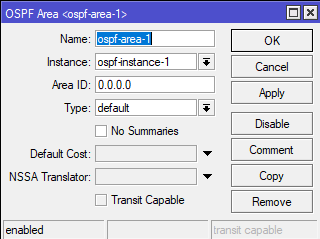 OSPF Area <ospf-area-1>
Name: ospf-area-1 OK
Instance: ospf-instance-1 Cancel
Area ID: 0.0.0.0 Apply
Type: default
Disable
No Summaries
Comment
Default Cost:
Copy
NSSA Translator:
Transit Capable Remove
enabled transit capable